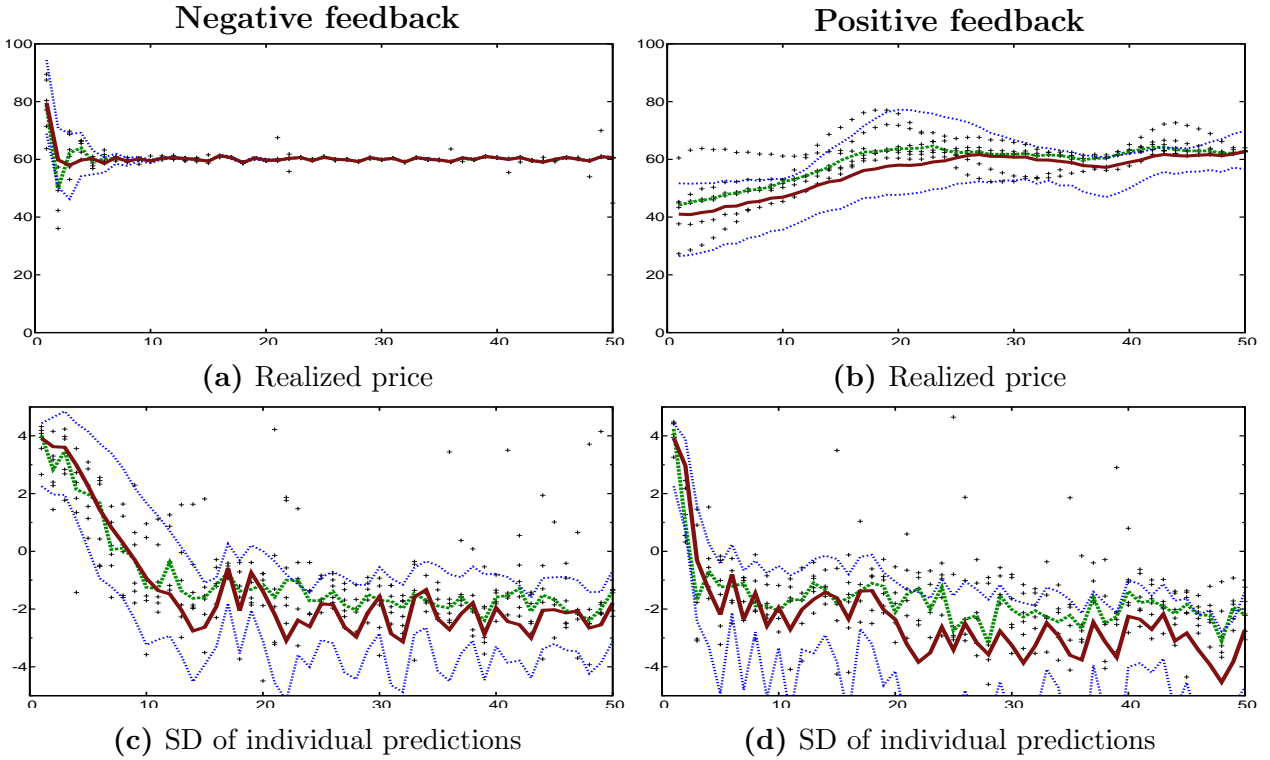 Negative feedback
Positive feedback
100
80
60
40
20
0
0 10 20 30 40 50
100
80
60
40
20
0
0 10 20 30 40 50
(a) Realized price
(b) Realized price
4
2
0
-2
-4
0 10 20 30 40 50
4
2
0
-2
-4
0 10 20 30 40 50
(c) SD of individual predictions
(d) SD of individual predictions